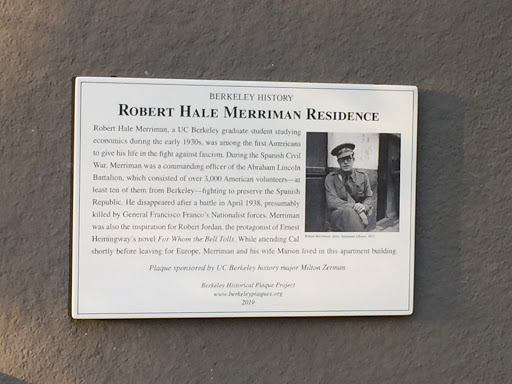 BERKELEY HISTORY
ROBERT HALE MERRIMAN RESIDENCE
Robert Hale Merriman, a UC Berkeley graduate student studying
economics during the early 1930s, was among the first Americans
to give his life in the fight against fascism. During the Spanish Civil
War, Merriman was a commanding officer of the Abraham Lincoln
Battalion, which consisted of over 3,000 American volunteers—at
least ten of them from Berkeley—fighting to preserve the Spanish
Republic. He disappeared after a battle in April 1938, presumably
killed by General Francisco Franco's Nationalist forces. Merriman
was also the inspiration for Robert Jordan, the protagonist of Ernest
Hemingway's novel For Whom the Bell Tolls. While attending Cal
shortly before leaving for Europe, Merriman and his wife Marion lived in this apartment building.
Plaque sponsored by UC Berkeley history major Milton Zerman
Berkeley Historical Plaque Project
www.berkeleyplaques.org
2019